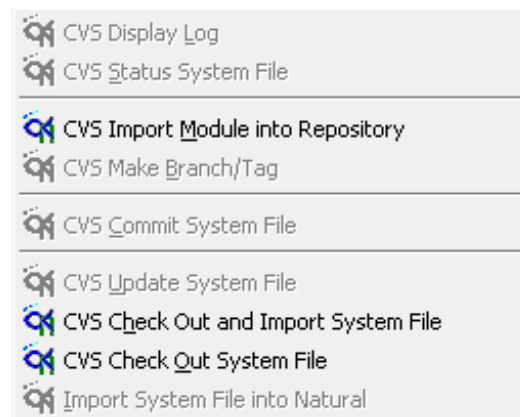 CVS Display Log
CVS Status System File
CVS Import Module into Repository
CVS Make Branch/Tag
CVS Commit System File
CVS Update System File
CVS Check Out and Import System File
CVS Check Out System File
Import System File into Natural